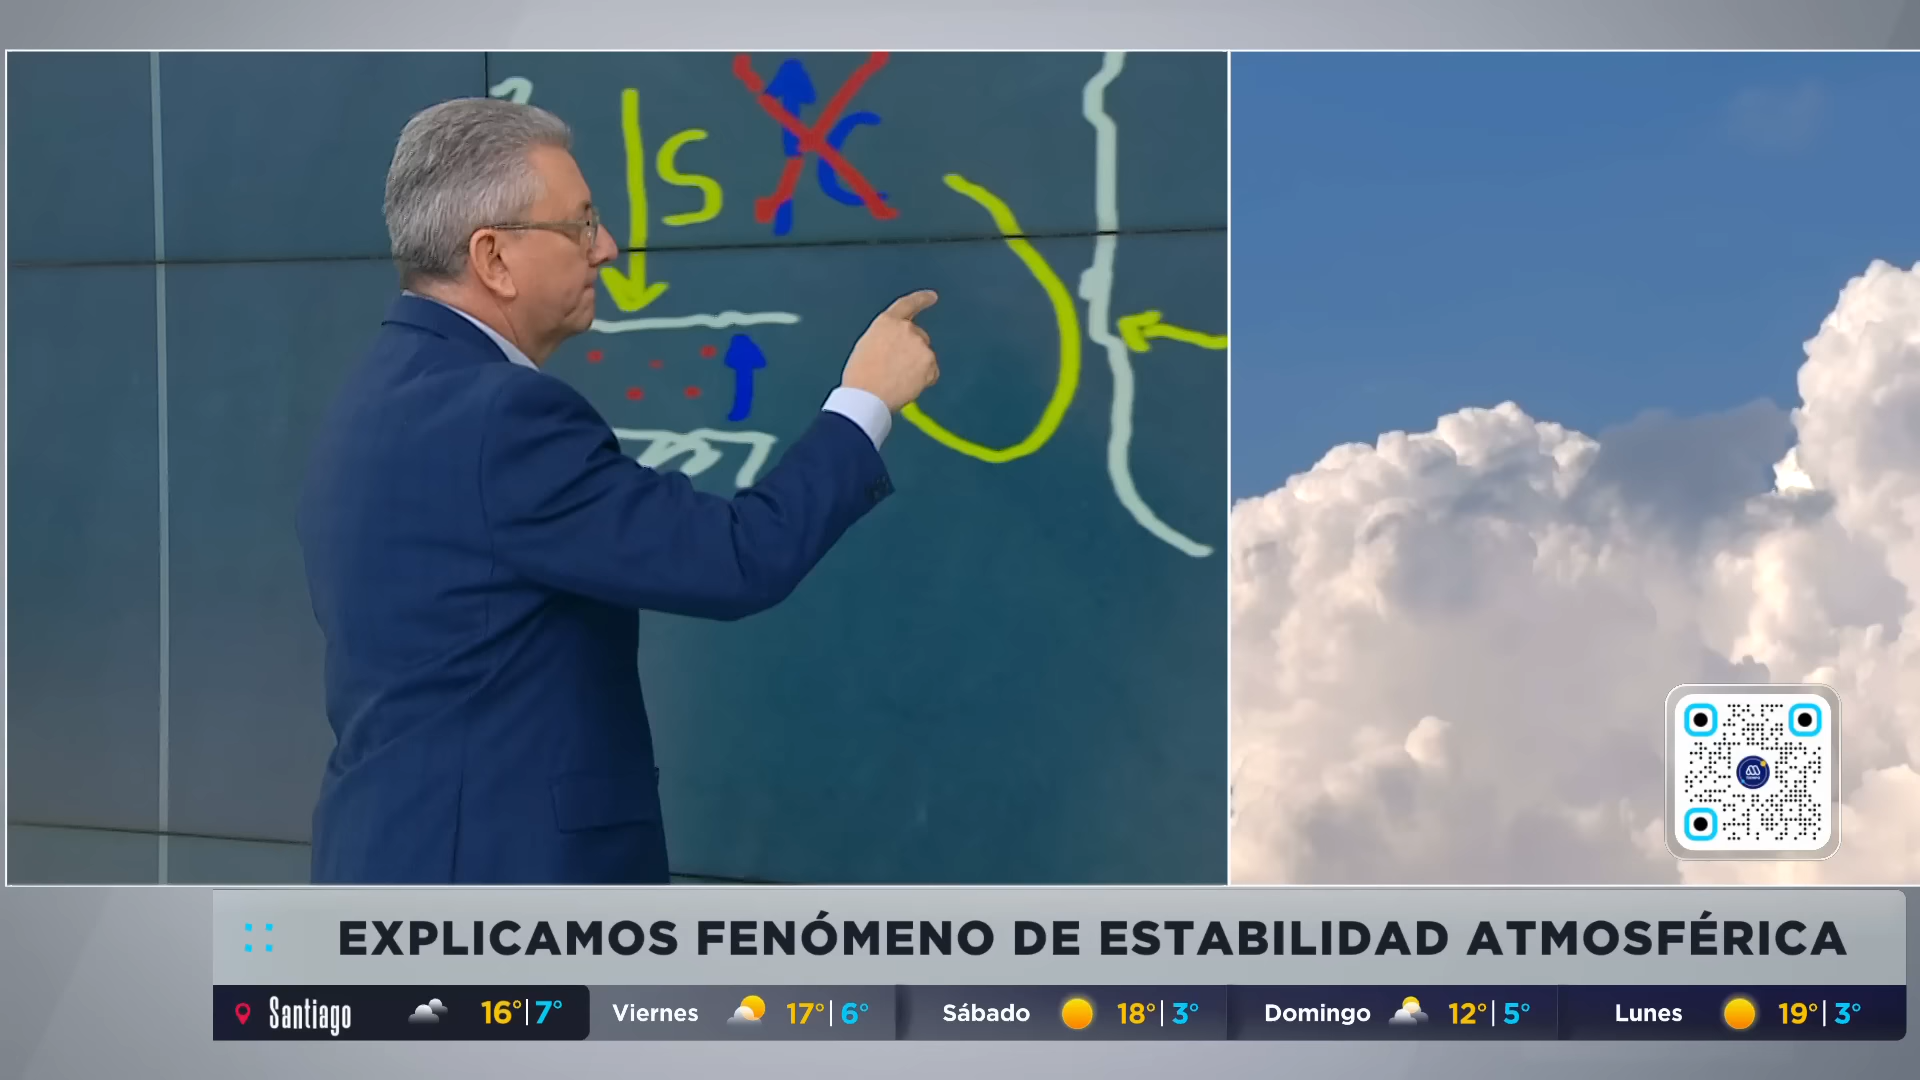 S
C
EXPLICAMOS FENÓMENO DE ESTABILIDAD ATMOSFÉRICA
Santiago 16°|7° Viernes 17°|6° Sábado 18°|3° Domingo 12°|5° Lunes 19°|3°